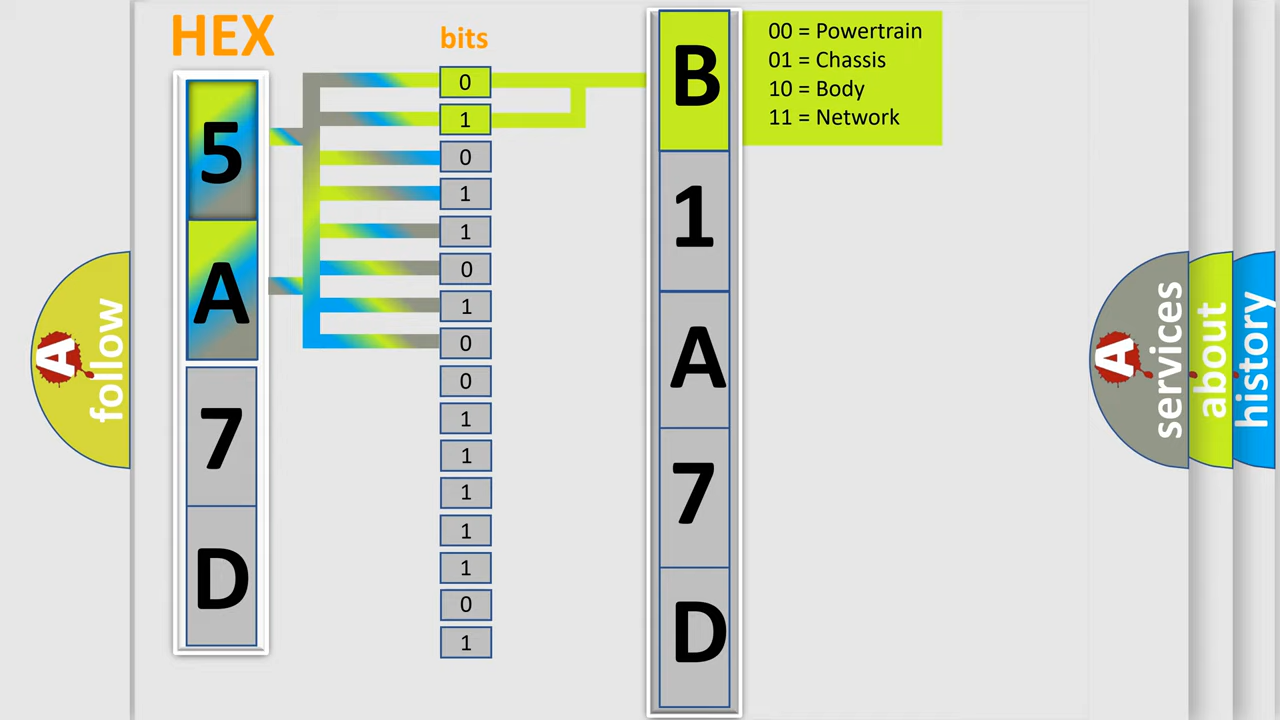 HEX
bits
5
A
7
D
0
1
0
1
1
0
1
0
0
1
1
1
1
1
0
1
B
1
A
7
D
00 = Powertrain
01 = Chassis
10 = Body
11 = Network
A
follow
A
services
about
history